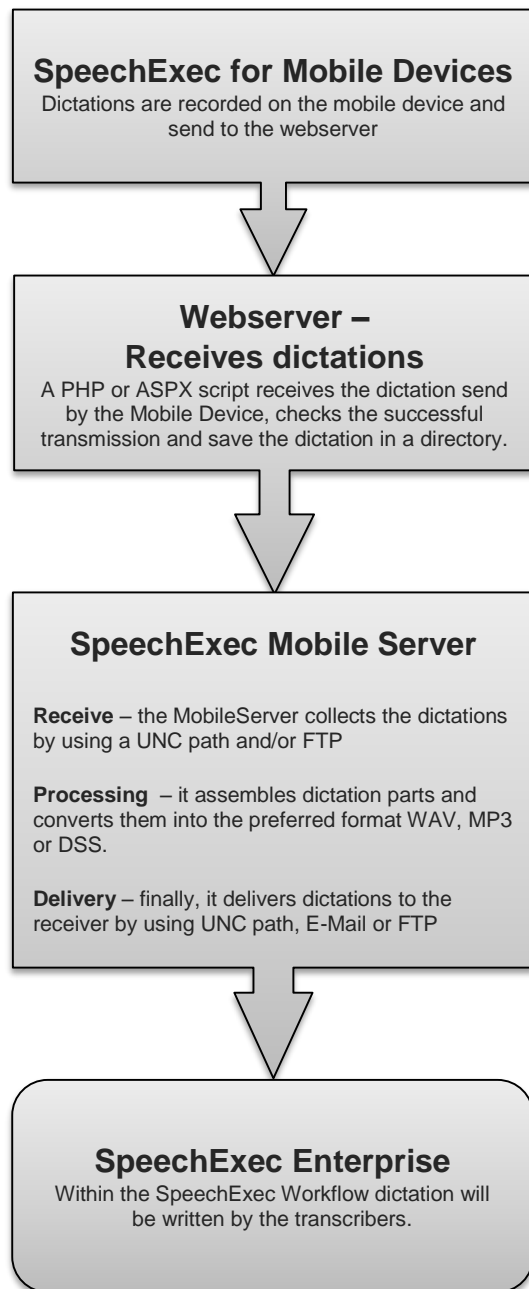 SpeechExec for Mobile Devices
Dictations are recorded on the mobile device and
send to the webserver
Webserver –
Receives dictations
A PHP or ASPX script receives the dictation send
by the Mobile Device, checks the successful
transmission and save the dictation in a directory.
SpeechExec Mobile Server
Receive – the MobileServer collects the dictations
by using a UNC path and/or FTP
Processing – it assembles dictation parts and
converts them into the preferred format WAV, MP3
or DSS.
Delivery – finally, it delivers dictations to the
receiver by using UNC path, E-Mail or FTP
SpeechExec Enterprise
Within the SpeechExec Workflow dictation will
be written by the transcribers.